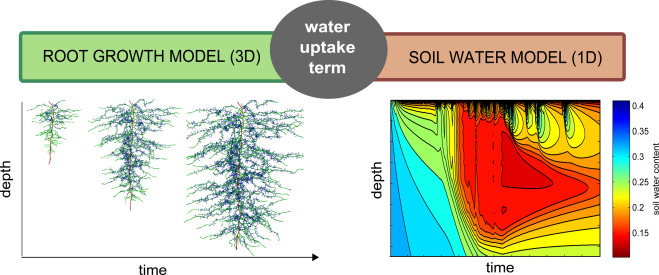 water
uptake
term
ROOT GROWTH MODEL (3D)
SOIL WATER MODEL (1D)
depth
time
depth
time
0.4
0.35
0.3
0.25
0.2
0.15
soil water content